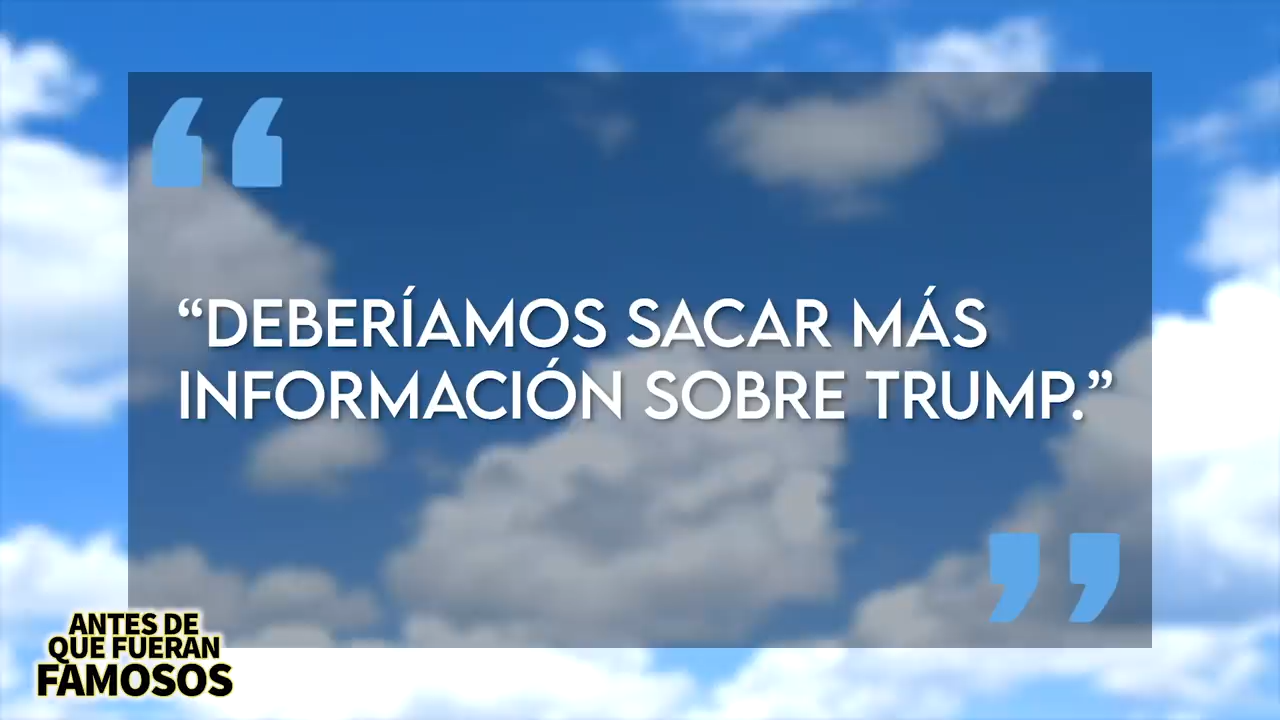 “DEBERÍAMOS SACAR MÁS
INFORMACIÓN SOBRE TRUMP.”
ANTES DE
QUE FUERAN
FAMOSOS